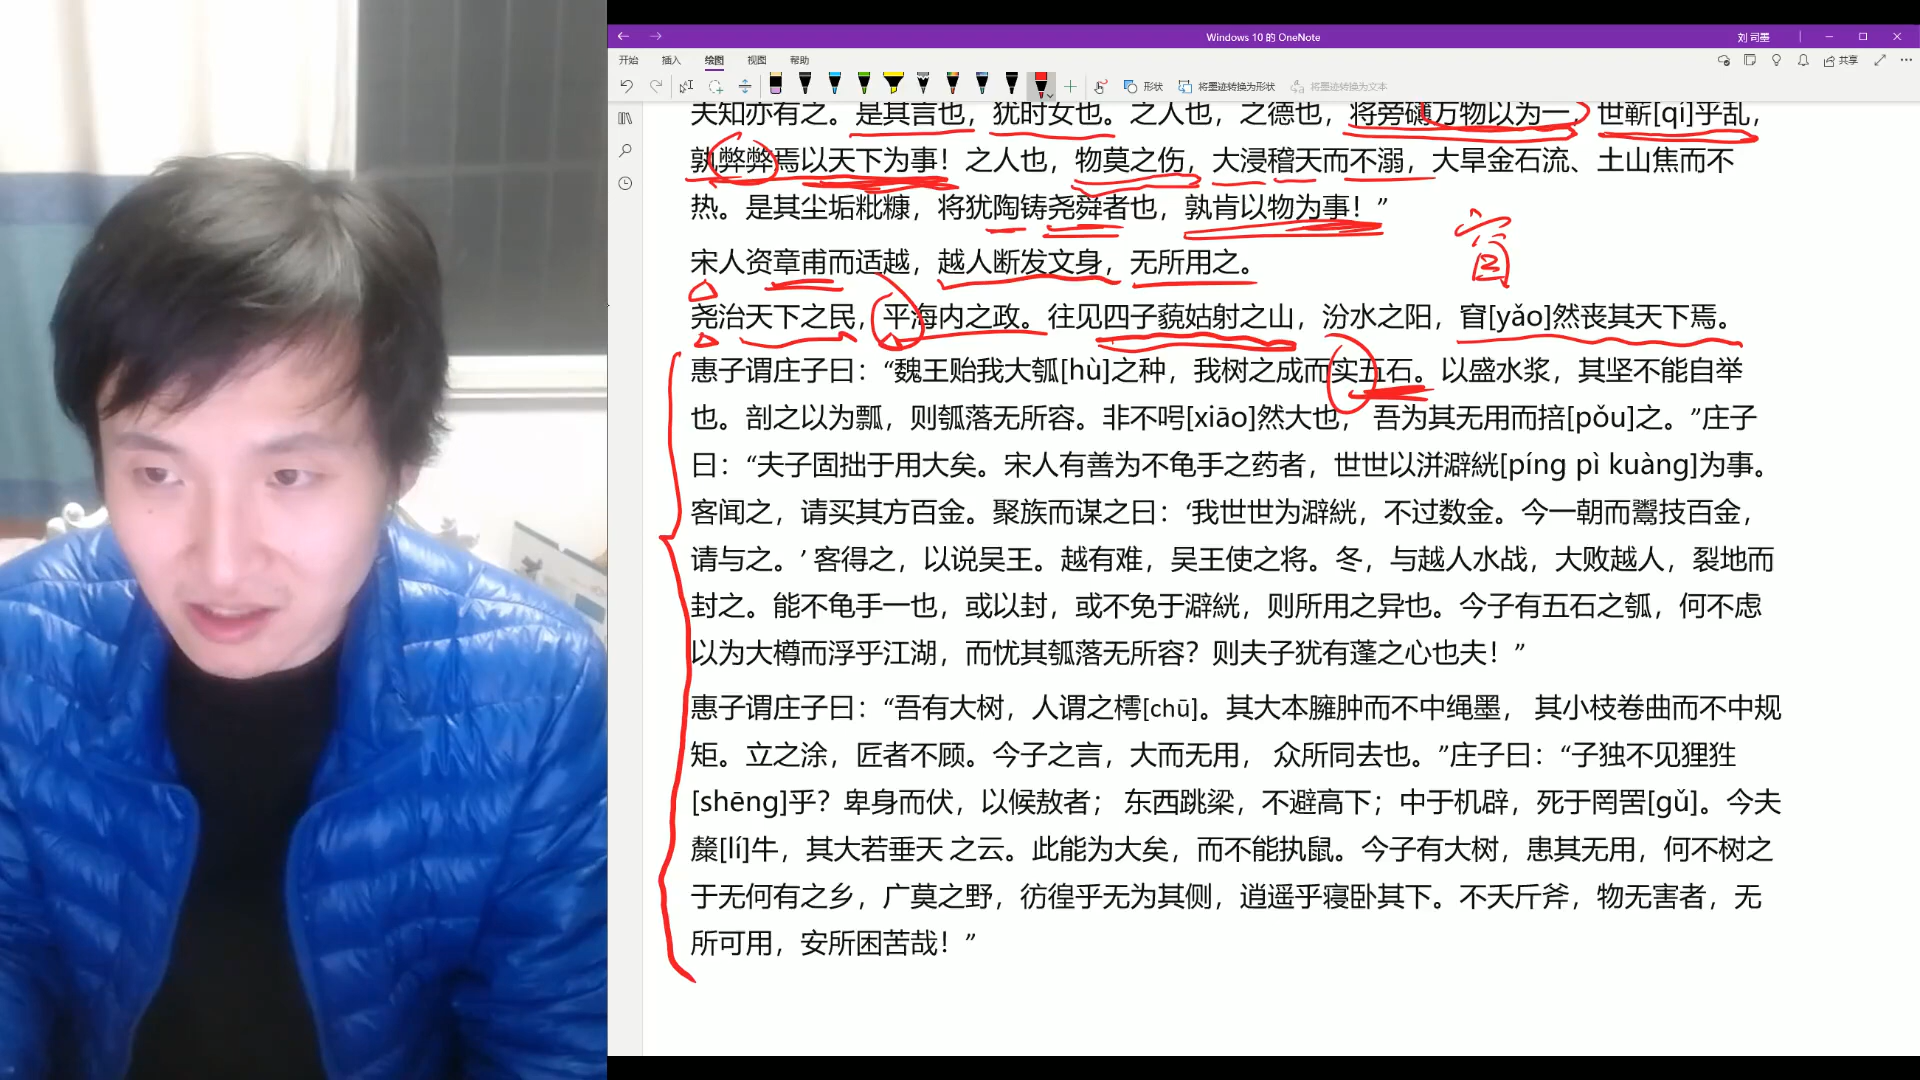 Windows 10 的 OneNote
刘 司墨
开始 插入 绘图 视图 帮助
共享
形状 将墨迹转换为形状 将墨迹转换为文本
夫知亦有之。是其言也，犹时女也。之人也，之德也，将旁礴万物以为一，世蕲[qí]乎乱，
孰弊弊焉以天下为事！之人也，物莫之伤，大浸稽天而不溺，大旱金石流、土山焦而不
热。是其尘垢粃糠，将犹陶铸尧舜者也，孰肯以物为事！”
宋人资章甫而适越，越人断发文身，无所用之。
尧治天下之民，平海内之政。往见四子藐姑射之山，汾水之阳，窅[yǎo]然丧其天下焉。
惠子谓庄子曰：“魏王贻我大瓠[hù]之种，我树之成而实五石。以盛水浆，其坚不能自举
也。剖之以为瓢，则瓠落无所容。非不呺[xiāo]然大也，吾为其无用而掊[pǒu]之。”庄子
曰：“夫子固拙于用大矣。宋人有善为不龟手之药者，世世以洴澼絖[píng pì kuàng]为事。
客闻之，请买其方百金。聚族而谋之曰：‘我世世为澼絖，不过数金。今一朝而鬻技百金，
请与之。’ 客得之，以说吴王。越有难，吴王使之将。冬，与越人水战，大败越人，裂地而
封之。能不龟手一也，或以封，或不免于澼絖，则所用之异也。今子有五石之瓠，何不虑
以为大樽而浮乎江湖，而忧其瓠落无所容？则夫子犹有蓬之心也夫！”
惠子谓庄子曰：“吾有大树，人谓之樗[chū]。其大本臃肿而不中绳墨， 其小枝卷曲而不中规
矩。立之涂，匠者不顾。今子之言，大而无用， 众所同去也。”庄子曰：“子独不见狸狌
[shēng]乎？卑身而伏，以候敖者； 东西跳梁，不避高下；中于机辟，死于罔罟[gǔ]。今夫
斄[lí]牛，其大若垂天 之云。此能为大矣，而不能执鼠。今子有大树，患其无用，何不树之
于无何有之乡，广莫之野，彷徨乎无为其侧，逍遥乎寝卧其下。不夭斤斧，物无害者，无
所可用，安所困苦哉！”